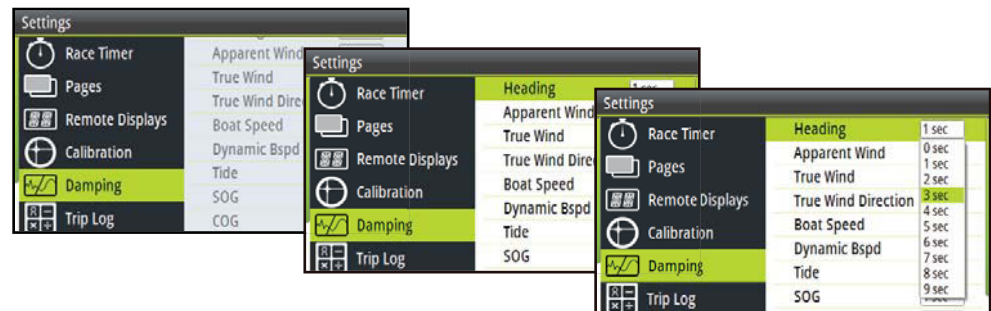 Settings
Race Timer
Pages
Remote Displays
Calibration
Damping
Trip Log
Apparent Wind
True Wind
True Wind Dire
Boat Speed
Dynamic Bspd
Tide
SOG
COG
Settings
Race Timer
Pages
Remote Displays
Calibration
Damping
Trip Log
Heading
Apparent Wind
True Wind
True Wind Dire
Boat Speed
Dynamic Bspd
Tide
SOG
Settings
Race Timer
Pages
Remote Displays
Calibration
Damping
Trip Log
Heading 1 sec
Apparent Wind
True Wind
True Wind Direction
Boat Speed
Dynamic Bspd
Tide
SOG
0 sec
1 sec
2 sec
3 sec
4 sec
5 sec
6 sec
7 sec
8 sec
9 sec